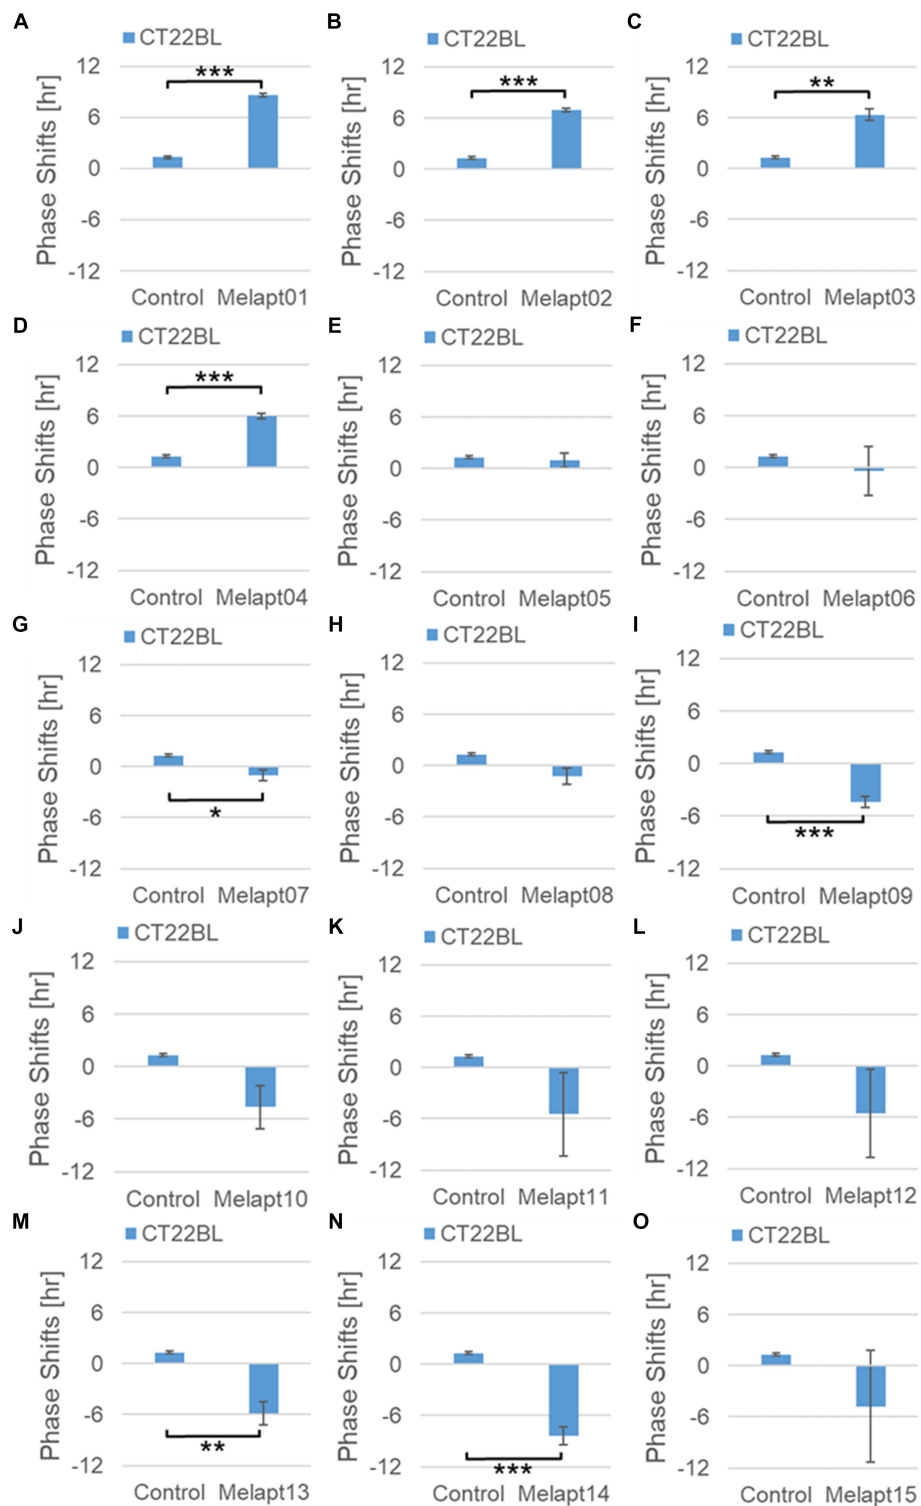 A
CT22BL
***
12
6
0
-6
-12
Phase Shifts [hr]
Control Melapt01
B
CT22BL
***
12
6
0
-6
-12
Phase Shifts [hr]
Control Melapt02
C
CT22BL
**
12
6
0
-6
-12
Phase Shifts [hr]
Control Melapt03
D
CT22BL
***
12
6
0
-6
-12
Phase Shifts [hr]
Control Melapt04
E
CT22BL
12
6
0
-6
-12
Phase Shifts [hr]
Control Melapt05
F
CT22BL
12
6
0
-6
-12
Phase Shifts [hr]
Control Melapt06
G
CT22BL
12
6
0
-6
-12
Phase Shifts [hr]
*
Control Melapt07
H
CT22BL
12
6
0
-6
-12
Phase Shifts [hr]
Control Melapt08
I
CT22BL
12
6
0
-6
-12
Phase Shifts [hr]
***
Control Melapt09
J
CT22BL
12
6
0
-6
-12
Phase Shifts [hr]
Control Melapt10
K
CT22BL
12
6
0
-6
-12
Phase Shifts [hr]
Control Melapt11
L
CT22BL
12
6
0
-6
-12
Phase Shifts [hr]
Control Melapt12
M
CT22BL
12
6
0
-6
-12
Phase Shifts [hr]
**
Control Melapt13
N
CT22BL
12
6
0
-6
-12
Phase Shifts [hr]
***
Control Melapt14
O
CT22BL
12
6
0
-6
-12
Phase Shifts [hr]
Control Melapt15